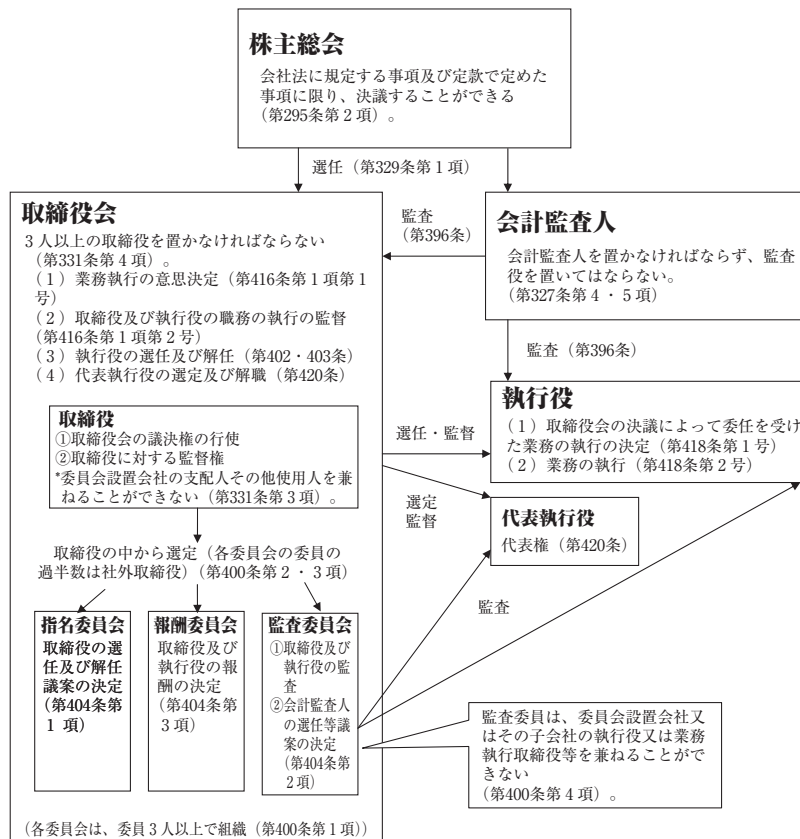 株主総会
会社法に規定する事項及び定款で定めた
事項に限り、決議することができる
(第295条第2項)。
選任(第329条第1項)
取締役会
3人以上の取締役を置かなければならない
(第331条第4項)。
(1)業務執行の意思決定(第416条第1項第1
号)
(2)取締役及び執行役の職務の執行の監督
(第416条第1項第2号)
(3)執行役の選任及び解任(第402・403条)
(4)代表執行役の選定及び解職(第420条)
監査
(第396条)
会計監査人
会計監査人を置かなければならず、監査
役を置いてはならない。
(第327条第4・5項)
監査(第396条)
取締役
①取締役会の議決権の行使
②取締役に対する監督権
*委員会設置会社の支配人その他使用人を兼
ねることができない(第331条第3項)。
選任・監督
執行役
(1)取締役会の決議によって委任を受け
た業務の執行の決定(第418条第1号)
(2)業務の執行(第418条第2号)
選定
監督
代表執行役
代表権(第420条)
取締役の中から選定(各委員会の委員の
過半数は社外取締役)(第400条第2・3項)
監査
指名委員会
取締役の選
任及び解任
議案の決定
(第404条第
1項)
報酬委員会
取締役及び
執行役の報
酬の決定
(第404条第
3項)
監査委員会
①取締役及び
執行役の監
査
②会計監査人
の選任等議
案の決定
(第404条第
2項)
監査委員は、委員会設置会社又
はその子会社の執行役又は業務
執行取締役等を兼ねることがで
きない
(第400条第4項)。
(各委員会は、委員3人以上で組織(第400条第1項))